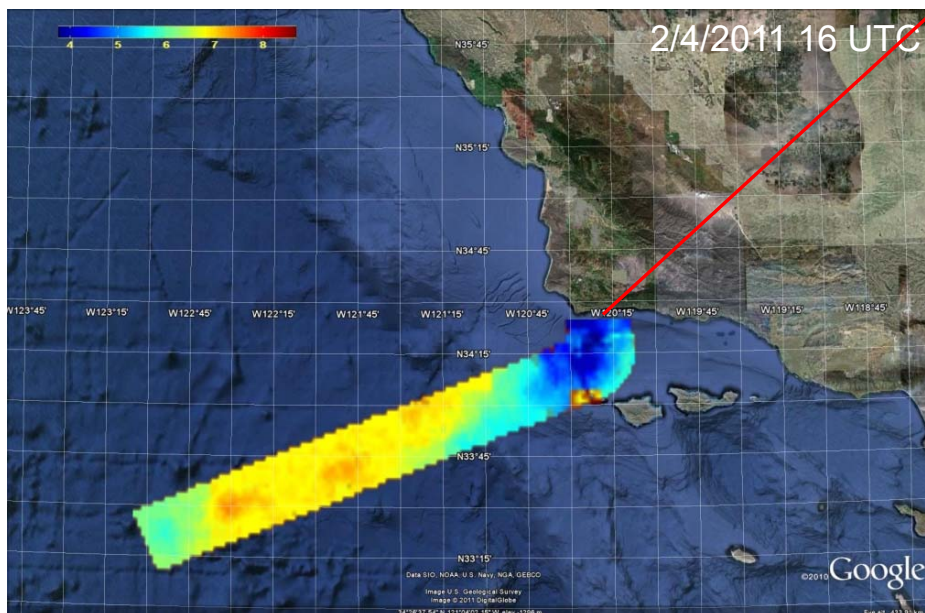 2/4/2011 16 UTC
4 5 6 7 8
N35°45'
N35°15'
N34°45'
W123°45' W123°15' W122°45' W122°15' W121°45' W121°15' W120°45' W120°15' W119°45' W119°15' W118°45'
N34°15'
N33°45'
N33°15'
Data SIO, NOAA, U.S. Navy, NGA, GEBCO
Image U.S. Geological Survey
Image © 2011 DigitalGlobe
©2010 Google